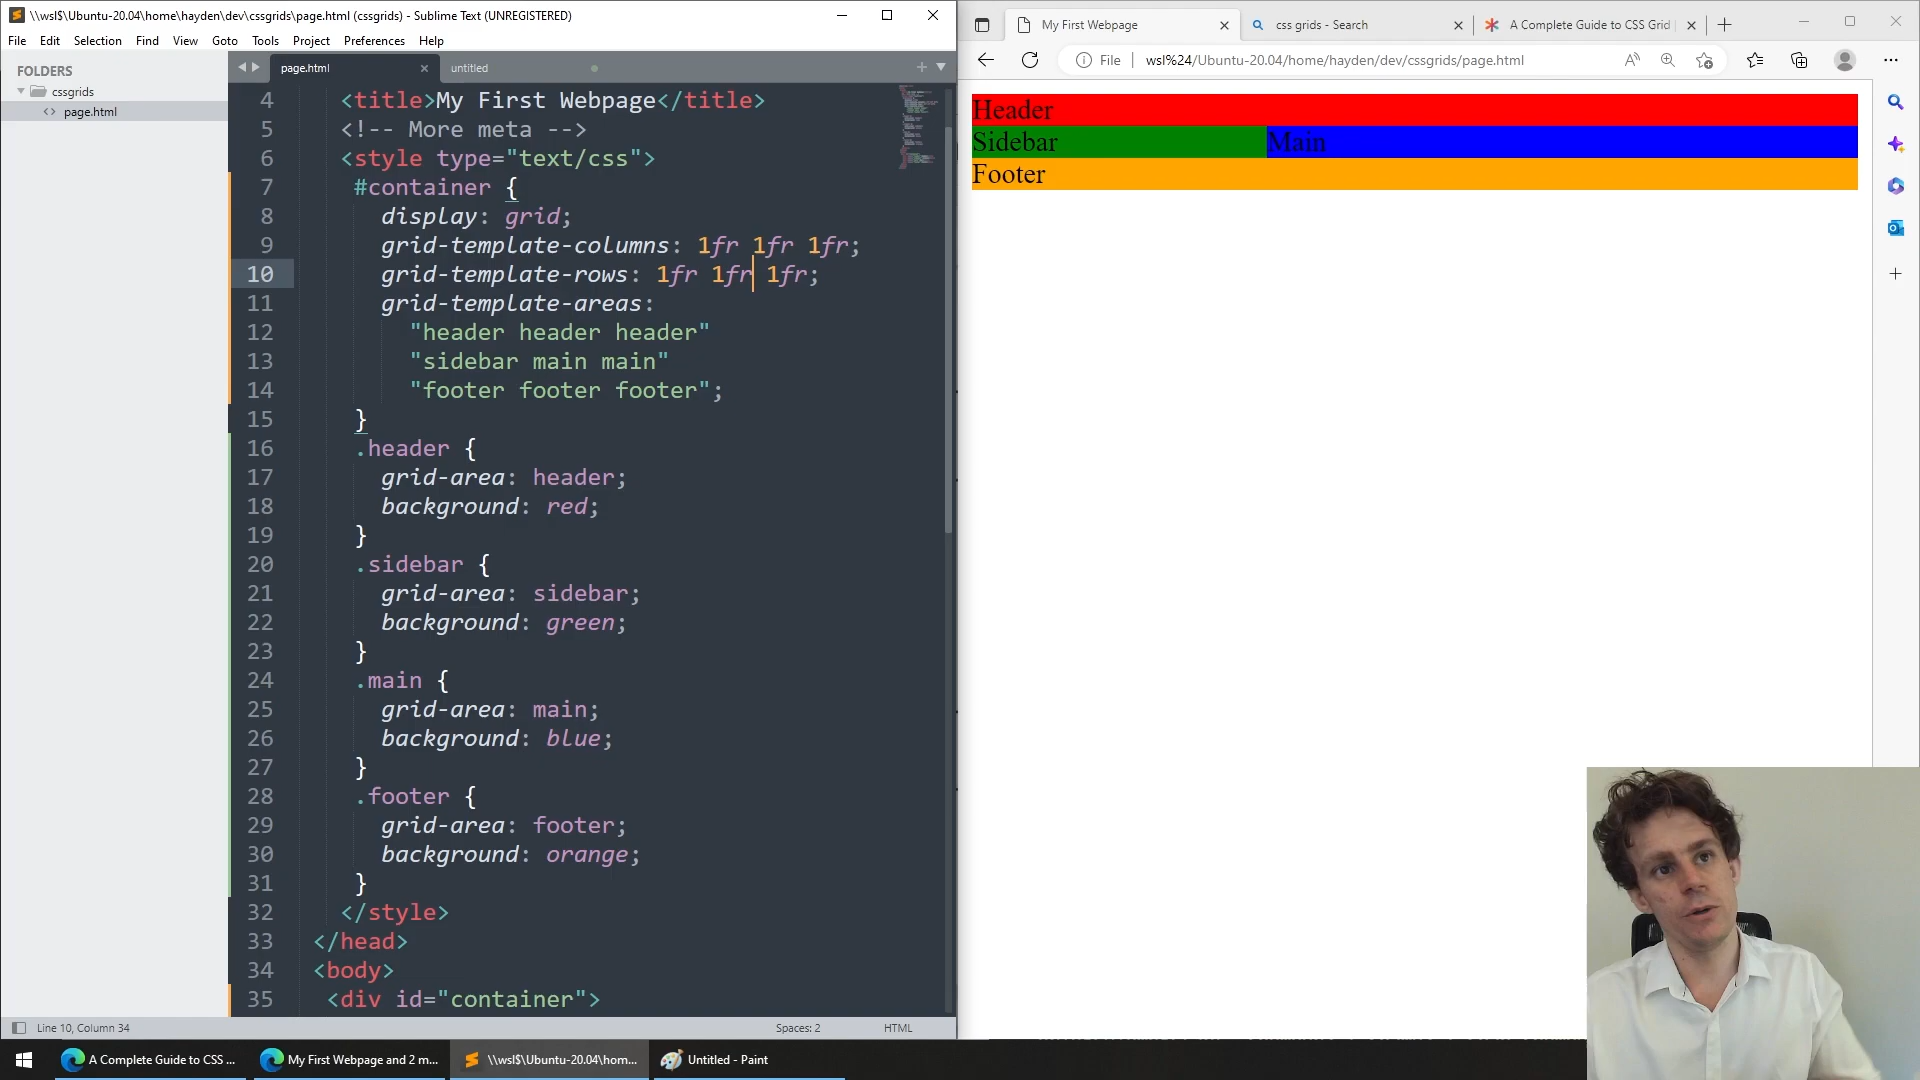 \\wsl$\Ubuntu-20.04\home\hayden\dev\cssgrids\page.html (cssgrids) - Sublime Text (UNREGISTERED)
File Edit Selection Find View Goto Tools Project Preferences Help
FOLDERS
cssgrids
<> page.html
page.html × untitled
4 <title>My First Webpage</title>
5 <!-- More meta -->
6 <style type="text/css">
7 #container {
8 display: grid;
9 grid-template-columns: 1fr 1fr 1fr;
10 grid-template-rows: 1fr 1fr 1fr;
11 grid-template-areas:
12 "header header header"
13 "sidebar main main"
14 "footer footer footer";
15 }
16 .header {
17 grid-area: header;
18 background: red;
19 }
20 .sidebar {
21 grid-area: sidebar;
22 background: green;
23 }
24 .main {
25 grid-area: main;
26 background: blue;
27 }
28 .footer {
29 grid-area: footer;
30 background: orange;
31 }
32 </style>
33 </head>
34 <body>
35 <div id="container">
Line 10, Column 34 Spaces: 2 HTML
My First Webpage css grids - Search A Complete Guide to CSS Grid
File wsl%24/Ubuntu-20.04/home/hayden/dev/cssgrids/page.html
Header
Sidebar Main
Footer
A Complete Guide to CSS ... My First Webpage and 2 m... \\wsl$\Ubuntu-20.04\hom... Untitled - Paint